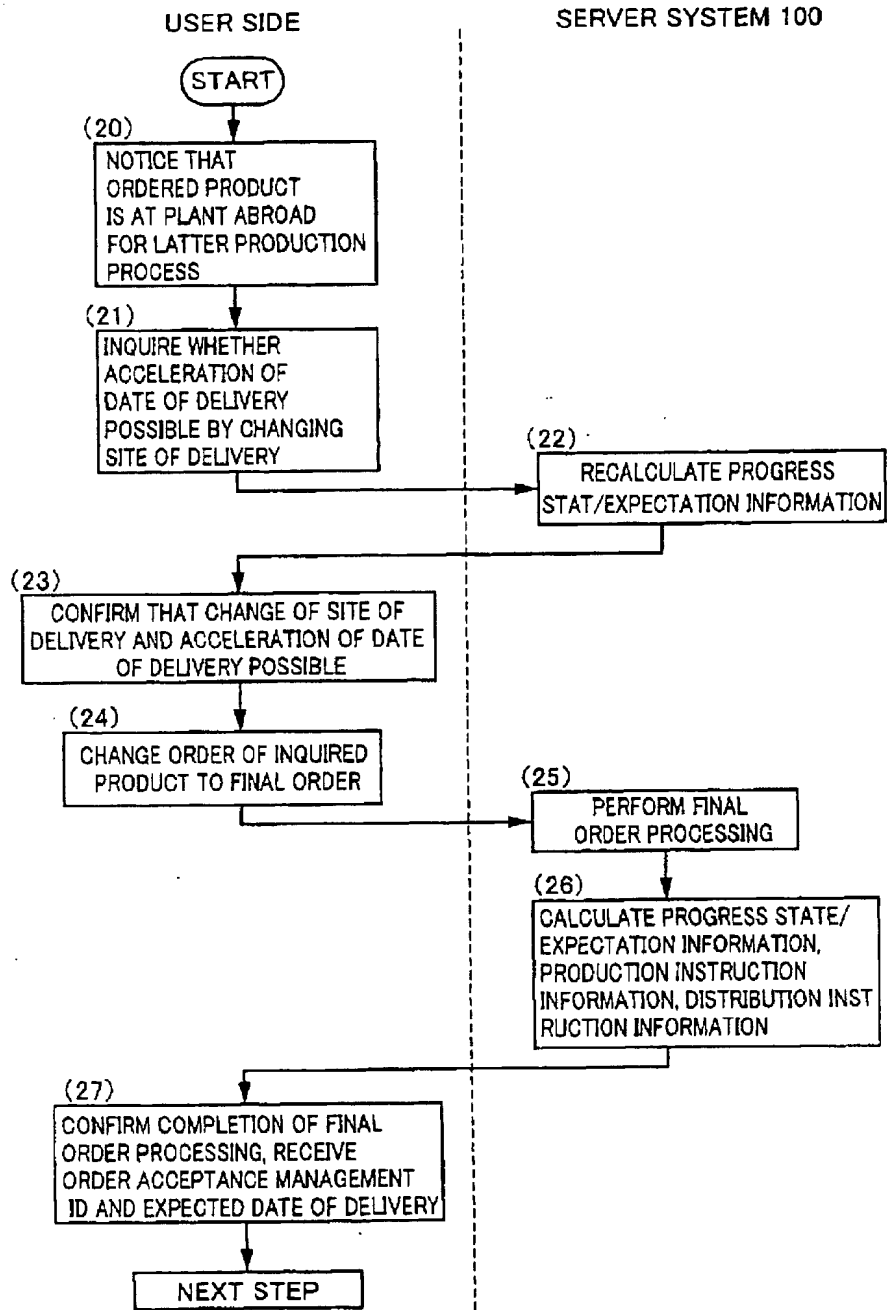 USER SIDE
SERVER SYSTEM 100
START
(20)
NOTICE THAT
ORDERED PRODUCT
IS AT PLANT ABROAD
FOR LATTER PRODUCTION
PROCESS
(21)
INQUIRE WHETHER
ACCELERATION OF
DATE OF DELIVERY
POSSIBLE BY CHANGING
SITE OF DELIVERY
(22)
RECALCULATE PROGRESS
STAT/EXPECTATION INFORMATION
(23)
CONFIRM THAT CHANGE OF SITE OF
DELIVERY AND ACCELERATION OF DATE
OF DELIVERY POSSIBLE
(24)
CHANGE ORDER OF INQUIRED
PRODUCT TO FINAL ORDER
(25)
PERFORM FINAL
ORDER PROCESSING
(26)
CALCULATE PROGRESS STATE/
EXPECTATION INFORMATION,
PRODUCTION INSTRUCTION
INFORMATION, DISTRIBUTION INST
RUCTION INFORMATION
(27)
CONFIRM COMPLETION OF FINAL
ORDER PROCESSING, RECEIVE
ORDER ACCEPTANCE MANAGEMENT
ID AND EXPECTED DATE OF DELIVERY
NEXT STEP